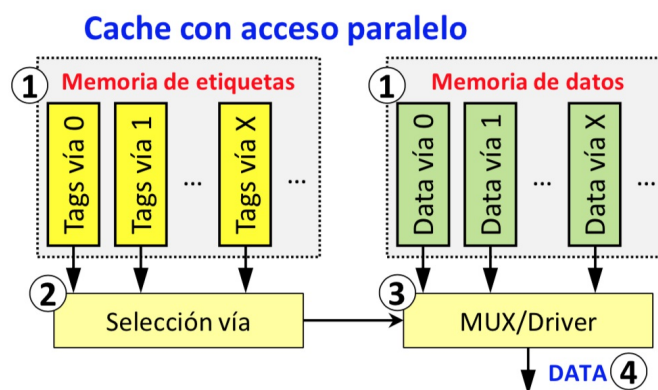 Cache con acceso paralelo
1
Memoria de etiquetas
Tags vía 0
Tags vía 1
...
Tags vía X
...
1
Memoria de datos
Data vía 0
Data vía 1
...
Data vía X
...
2
Selección vía
3
MUX/Driver
DATA 4